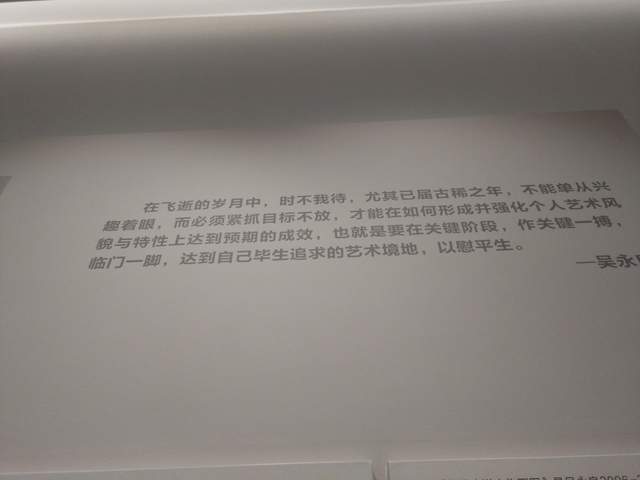 在飞逝的岁月中，时不我待，尤其已届古稀之年，不能单从兴
趣着眼，而必须紧抓目标不放，才能在如何形成并强化个人艺术风
貌与特性上达到预期的成效，也就是要在关键阶段，作关键一搏，
临门一脚，达到自己毕生追求的艺术境地，以慰平生。
—吴永